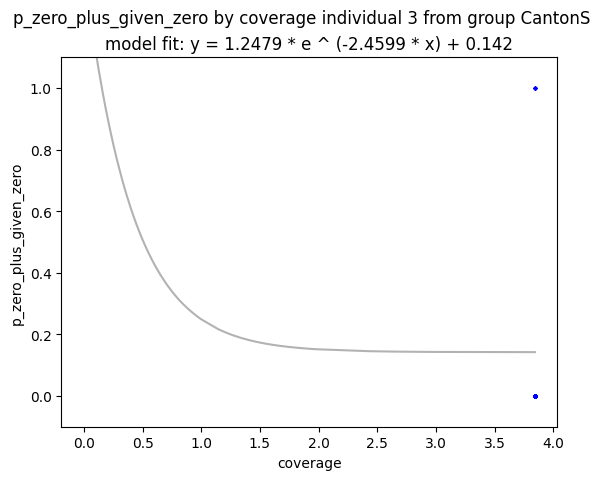 p_zero_plus_given_zero by coverage individual 3 from group CantonS
model fit: y = 1.2479 * e ^ (-2.4599 * x) + 0.142
1.0
0.8
0.6
0.4
0.2
0.0
p_zero_plus_given_zero
0.0 0.5 1.0 1.5 2.0 2.5 3.0 3.5 4.0
coverage